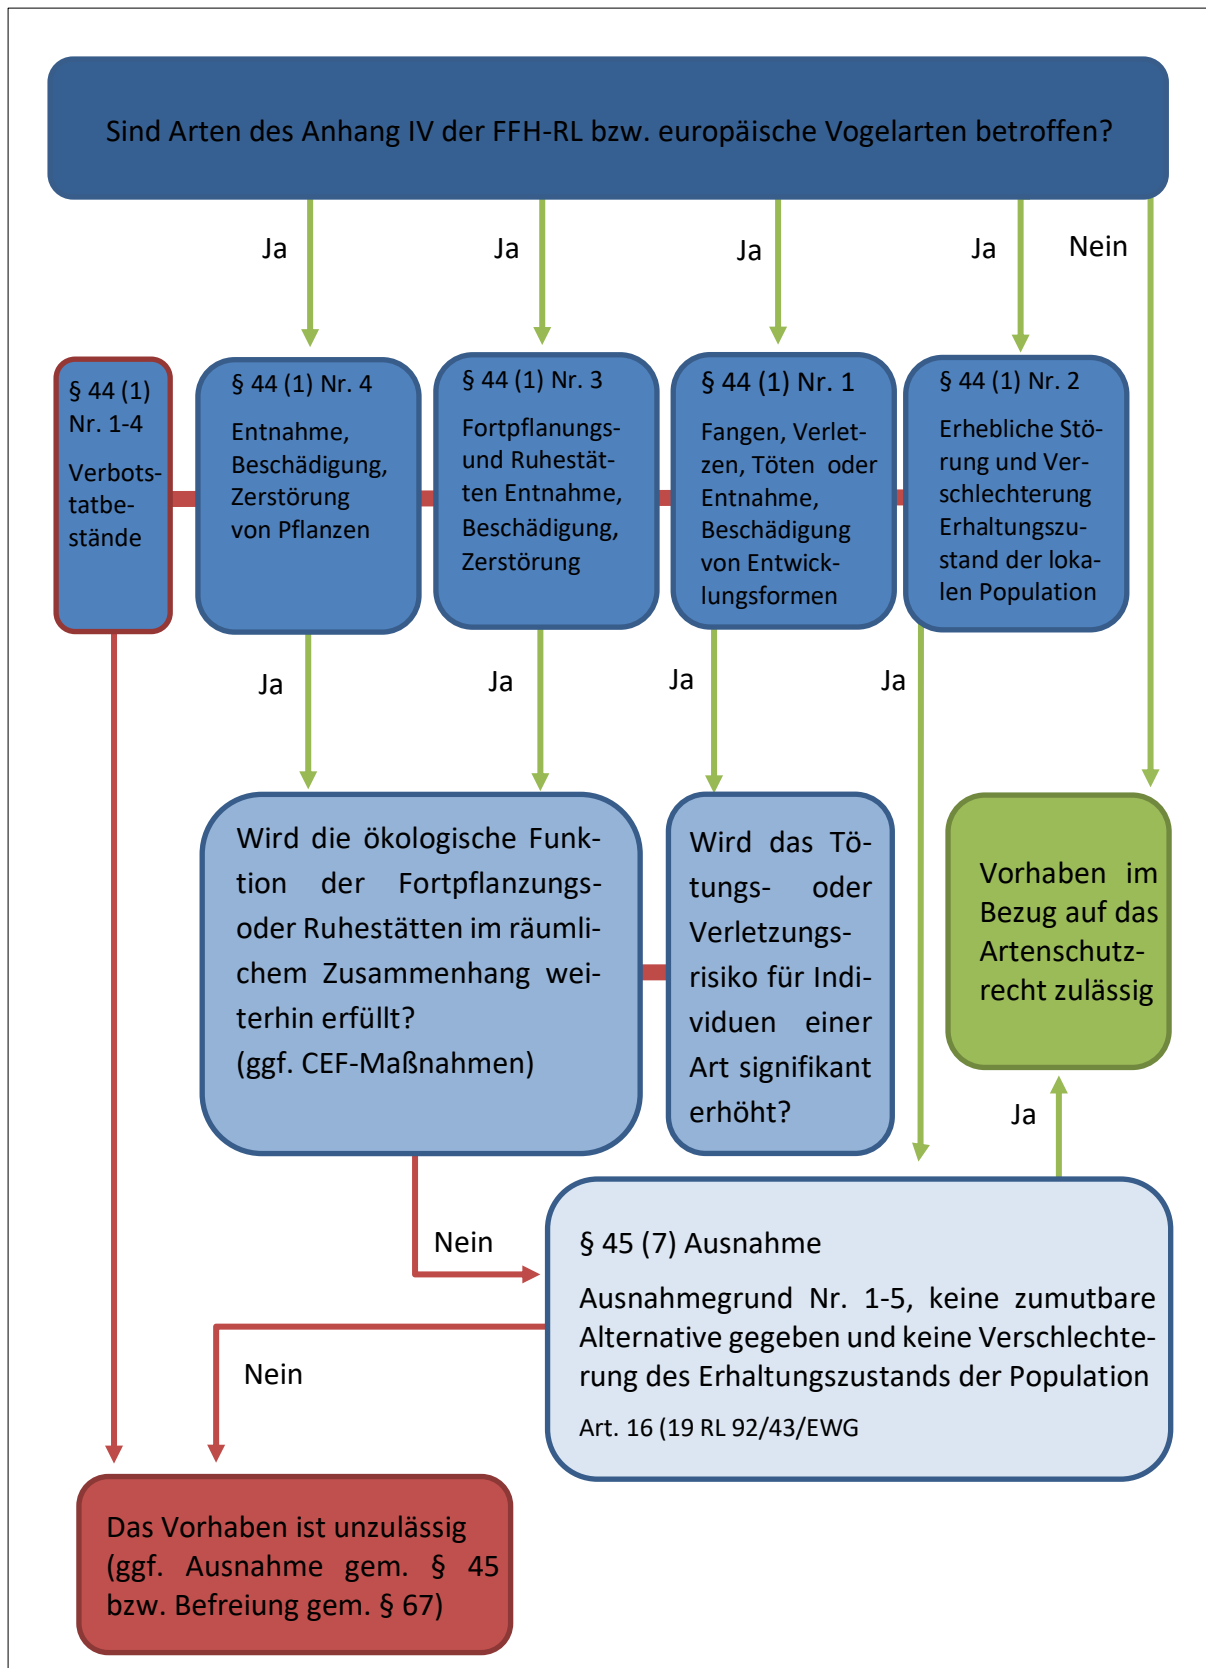 Sind Arten des Anhang IV der FFH-RL bzw. europäische Vogelarten betroffen?
Ja
Ja
Ja
Ja
Nein
§ 44 (1)
Nr. 1-4
Verbots-
tatbe-
stände
§ 44 (1) Nr. 4
Entnahme,
Beschädigung,
Zerstörung
von Pflanzen
§ 44 (1) Nr. 3
Fortpflanungs-
und Ruhestät-
ten Entnahme,
Beschädigung,
Zerstörung
§ 44 (1) Nr. 1
Fangen, Verlet-
zen, Töten oder
Entnahme,
Beschädigung
von Entwick-
lungsformen
§ 44 (1) Nr. 2
Erhebliche Stö-
rung und Ver-
schlechterung
Erhaltungszu-
stand der loka-
len Population
Ja
Ja
Ja
Ja
Wird die ökologische Funk-
tion der Fortpflanzungs-
oder Ruhestätten im räumli-
chem Zusammenhang wei-
terhin erfüllt?
(ggf. CEF-Maßnahmen)
Wird das Tö-
tungs- oder
Verletzungs-
risiko für Indi-
viduen einer
Art signifikant
erhöht?
Vorhaben im
Bezug auf das
Artenschutz-
recht zulässig
Ja
Nein
§ 45 (7) Ausnahme
Ausnahmegrund Nr. 1-5, keine zumutbare
Alternative gegeben und keine Verschlechte-
rung des Erhaltungszustands der Population
Art. 16 (19 RL 92/43/EWG
Nein
Das Vorhaben ist unzulässig
(ggf. Ausnahme gem. § 45
bzw. Befreiung gem. § 67)